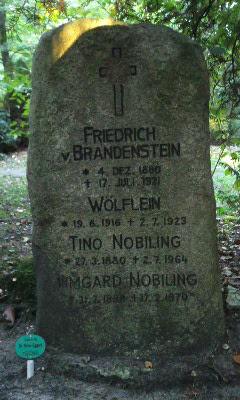 FRIEDRICH
v. BRANDENSTEIN
* 4. DEZ. 1880
+ 17. JULI. 1921
WÖLFLEIN
* 19. 6. 1916 + 2. 7. 1923
TINO NOBILING
* 27. 3. 1880 + 2. 7. 1964
IRMGARD NOBILING